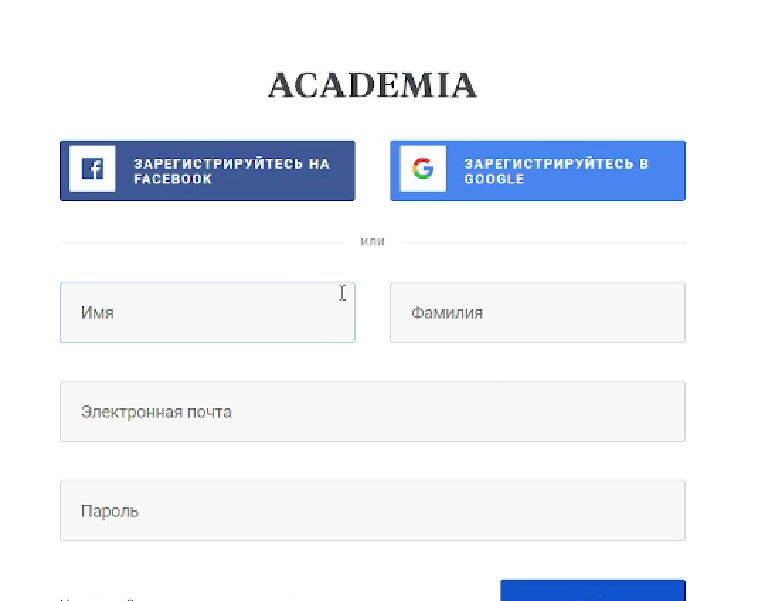 ACADEMIA
ЗАРЕГИСТРИРУЙТЕСЬ НА
FACEBOOK
ЗАРЕГИСТРИРУЙТЕСЬ В
GOOGLE
или
Имя
Фамилия
Электронная почта
Пароль